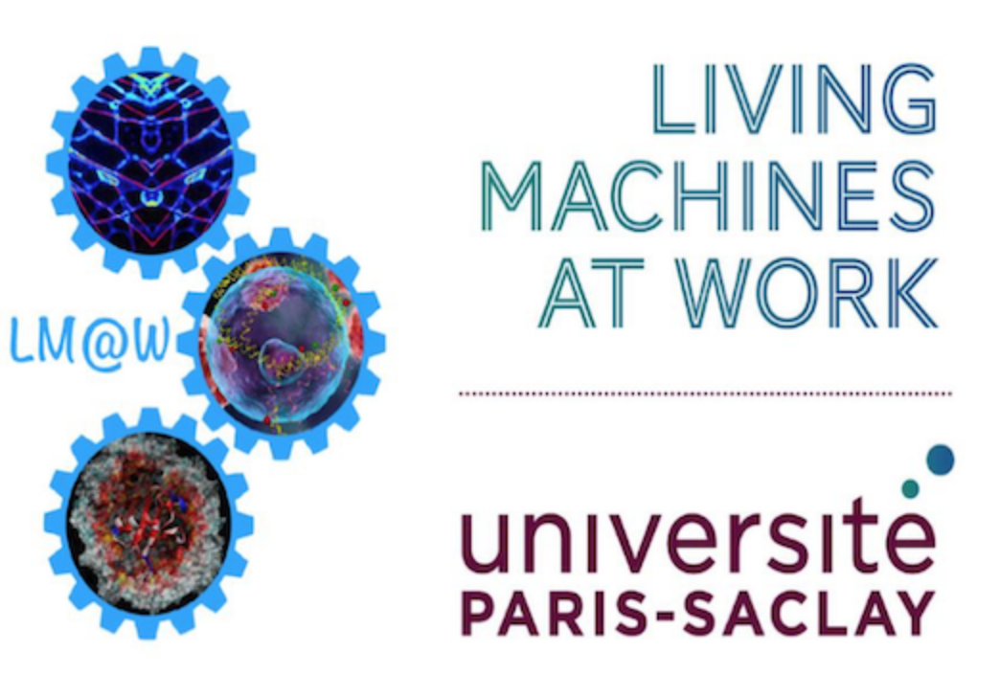 LM@W
LIVING
MACHINES
AT WORK
universite
PARIS-SACLAY